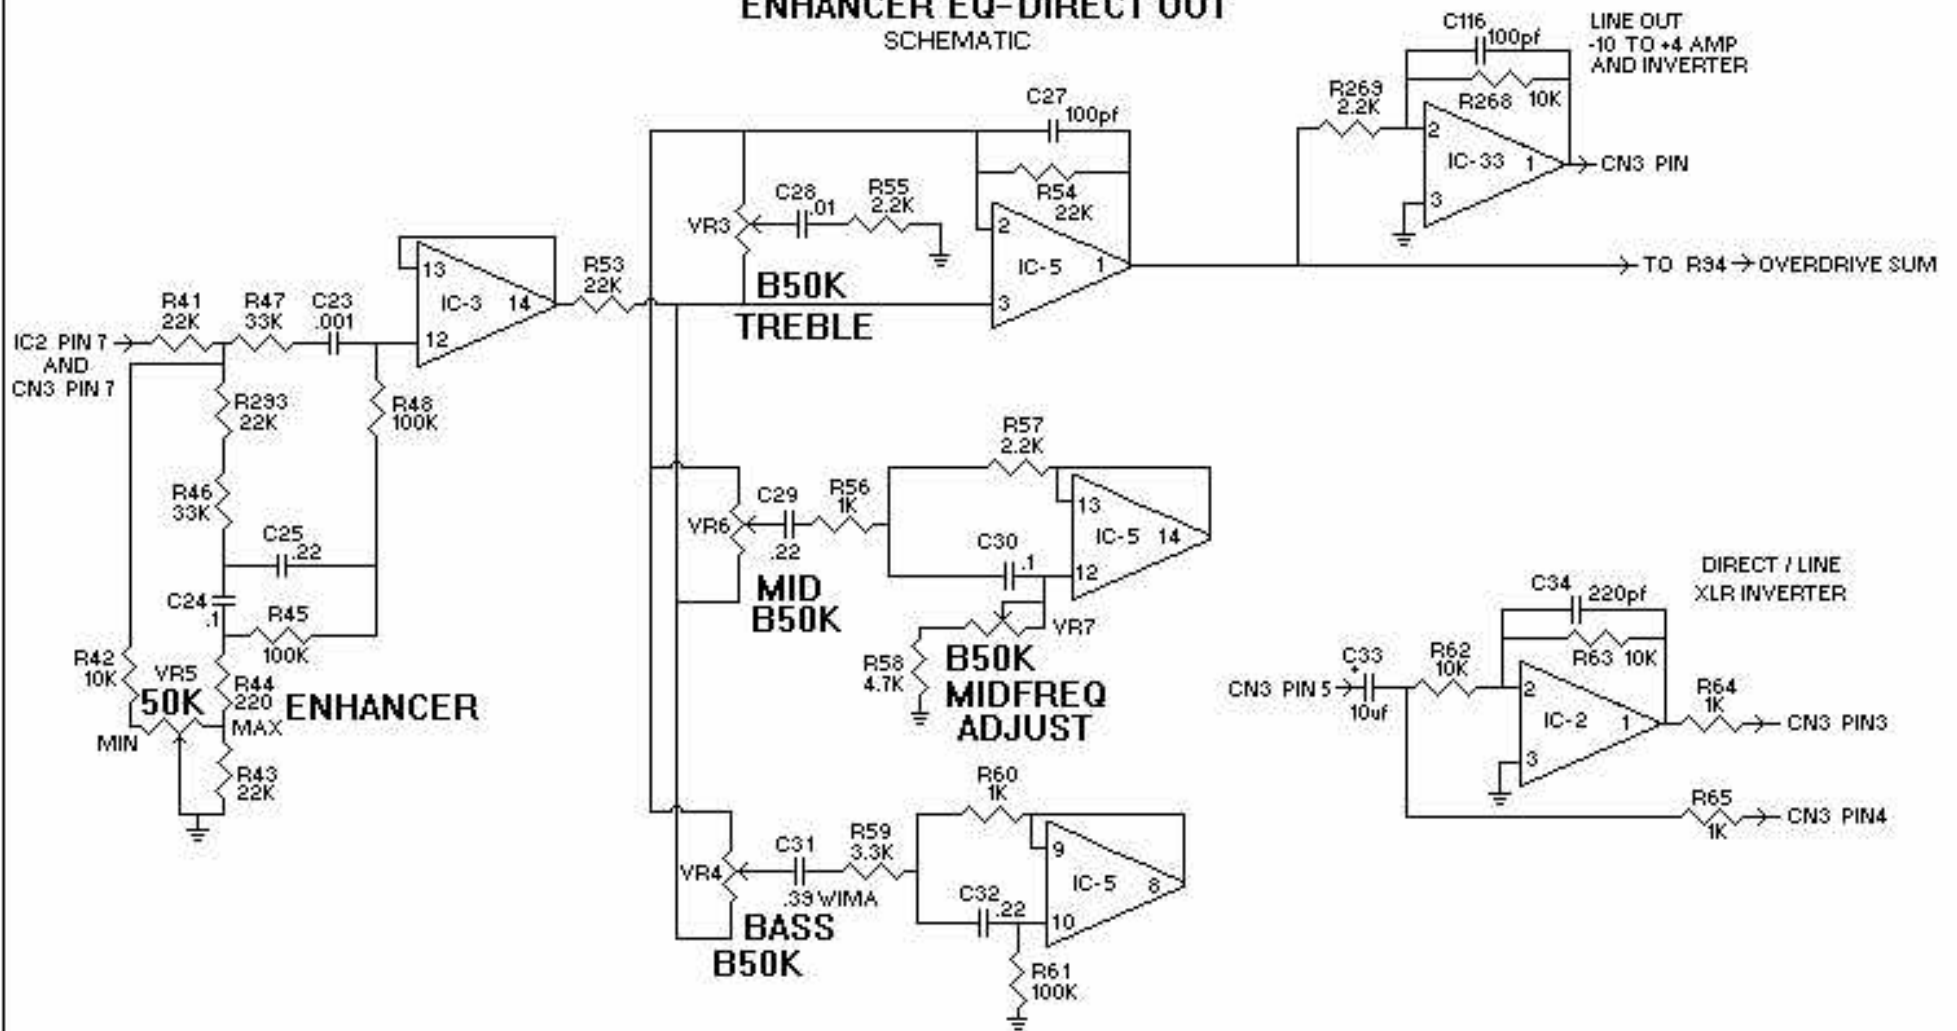 ENHANCER EQ-DIRECT OUT
SCHEMATIC
C116
100pf
LINE OUT
-10 TO +4 AMP
AND INVERTER
R269
2.2K
R268 10K
2
IC-33 1
3
CN3 PIN
C27
100pf
R54
22K
C28
.01
R55
2.2K
VR3
B50K
TREBLE
2
IC-5 1
3
TO R94
OVERDRIVE SUM
IC2 PIN 7
AND
CN3 PIN 7
R41
22K
R47
33K
C23
.001
13
IC-3 14
12
R53
22K
R293
22K
R48
100K
R46
33K
C25
.22
C24
.1
R45
100K
R42
10K
VR5
50K
R44
220
ENHANCER
MIN
MAX
R43
22K
R57
2.2K
C29
.22
R56
1K
VR6
MID
B50K
13
IC-5 14
12
C30
.1
VR7
R58
4.7K
B50K
MIDFREQ
ADJUST
R60
1K
C31
.39 WIMA
R59
3.3K
VR4
BASS
B50K
9
IC-5 8
10
C32
.22
R61
100K
DIRECT / LINE
XLR INVERTER
C34
220pf
R63 10K
CN3 PIN 5
C33
+
10uf
R62
10K
2
IC-2 1
3
R64
1K
CN3 PIN3
R65
1K
CN3 PIN4